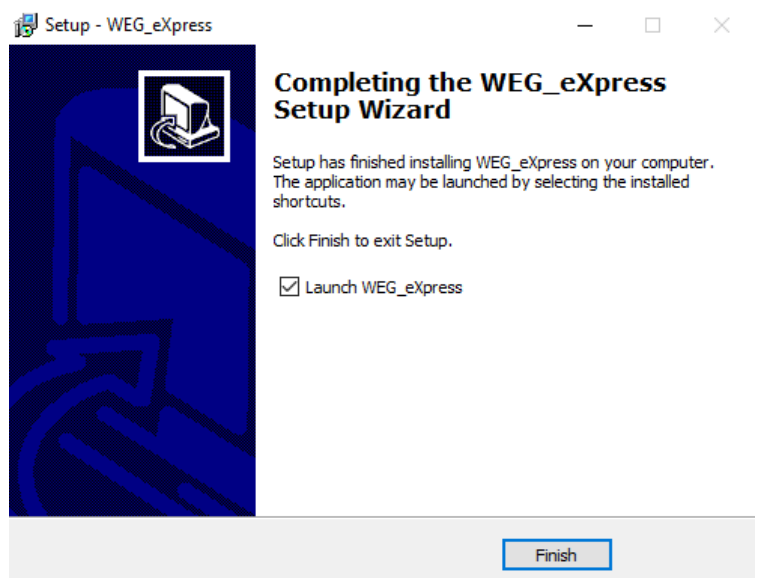 Setup - WEG_eXpress
Completing the WEG_eXpress
Setup Wizard
Setup has finished installing WEG_eXpress on your computer.
The application may be launched by selecting the installed
shortcuts.
Click Finish to exit Setup.
Launch WEG_eXpress
Finish